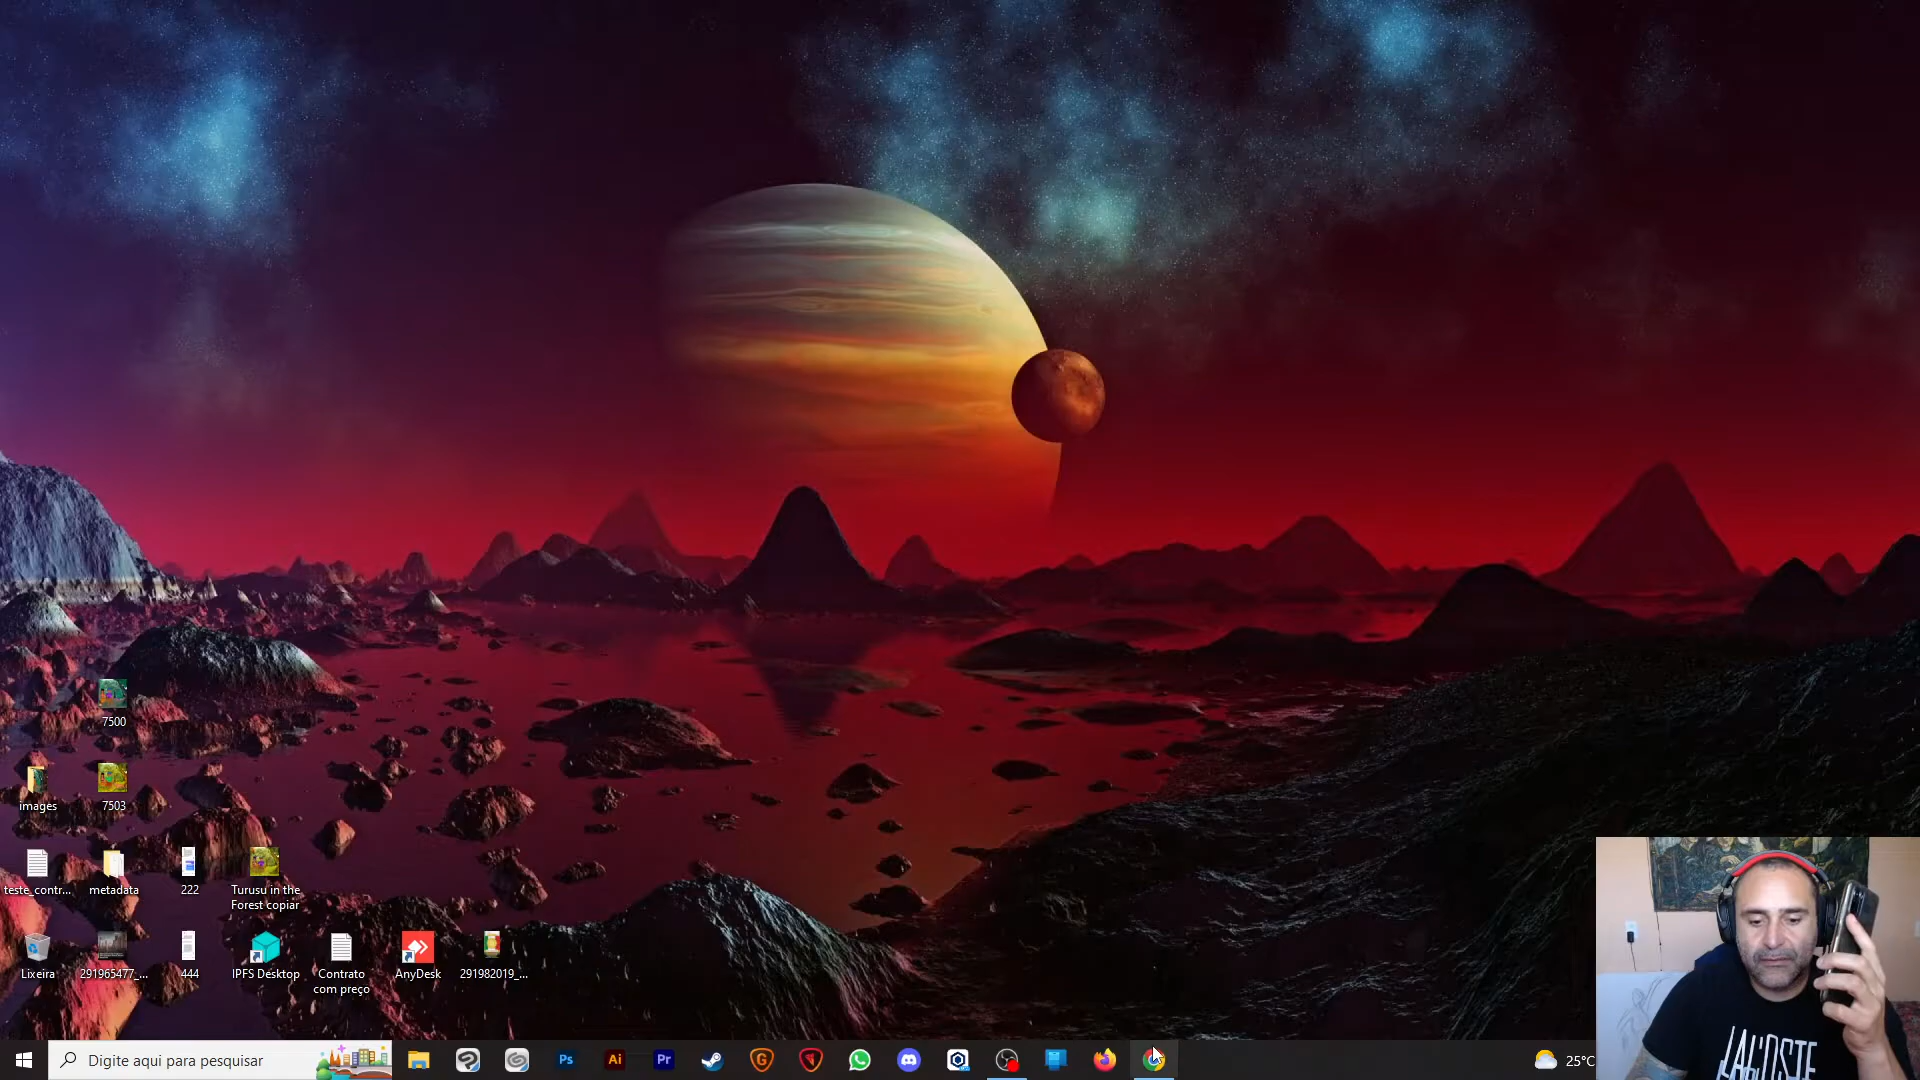 7500
images
7503
teste_contr...
metadata
222
Turusu in the
Forest copiar
Lixeira
291965477_...
444
IPFS Desktop
Contrato
com preço
AnyDesk
291982019_...
Digite aqui para pesquisar
Ps
Ai
Pr
25°C